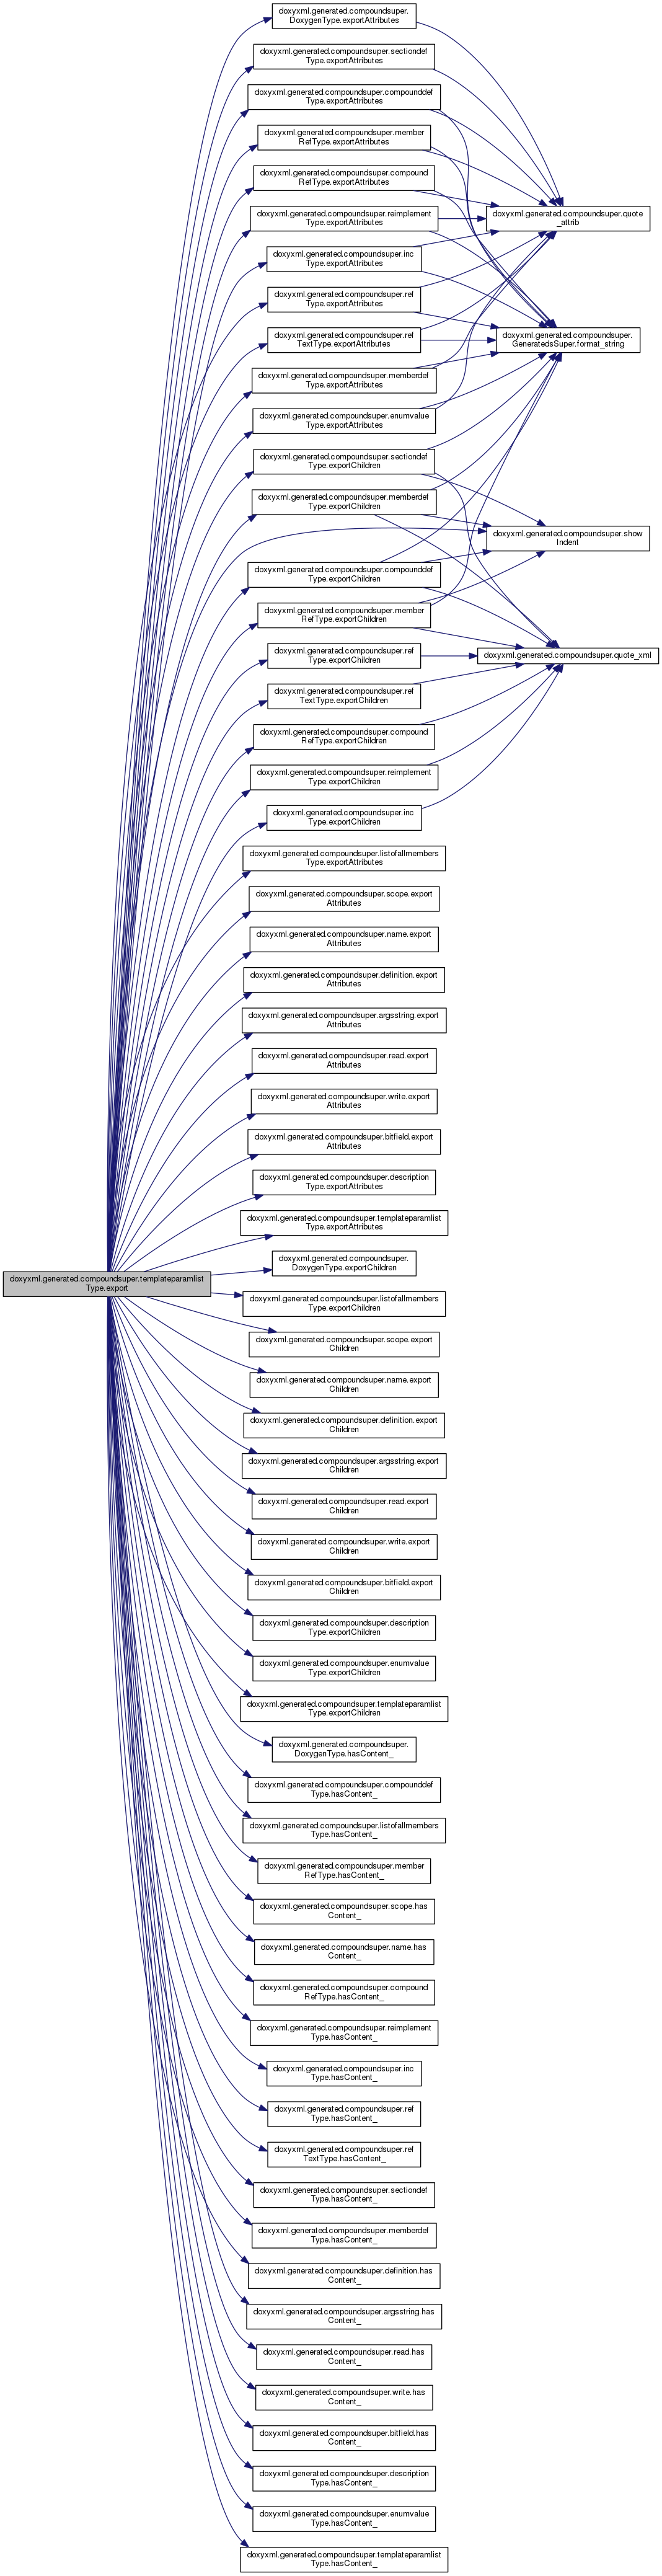 doxyxml.generated.compoundsuper.
DoxygenType.exportAttributes
doxyxml.generated.compoundsuper.sectiondef
Type.exportAttributes
doxyxml.generated.compoundsuper.compounddef
Type.exportAttributes
doxyxml.generated.compoundsuper.member
RefType.exportAttributes
doxyxml.generated.compoundsuper.compound
RefType.exportAttributes
doxyxml.generated.compoundsuper.reimplement
Type.exportAttributes
doxyxml.generated.compoundsuper.quote
_attrib
doxyxml.generated.compoundsuper.inc
Type.exportAttributes
doxyxml.generated.compoundsuper.ref
Type.exportAttributes
doxyxml.generated.compoundsuper.ref
TextType.exportAttributes
doxyxml.generated.compoundsuper.
GeneratedsSuper.format_string
doxyxml.generated.compoundsuper.memberdef
Type.exportAttributes
doxyxml.generated.compoundsuper.enumvalue
Type.exportAttributes
doxyxml.generated.compoundsuper.sectiondef
Type.exportChildren
doxyxml.generated.compoundsuper.memberdef
Type.exportChildren
doxyxml.generated.compoundsuper.show
Indent
doxyxml.generated.compoundsuper.compounddef
Type.exportChildren
doxyxml.generated.compoundsuper.member
RefType.exportChildren
doxyxml.generated.compoundsuper.ref
Type.exportChildren
doxyxml.generated.compoundsuper.quote_xml
doxyxml.generated.compoundsuper.ref
TextType.exportChildren
doxyxml.generated.compoundsuper.compound
RefType.exportChildren
doxyxml.generated.compoundsuper.reimplement
Type.exportChildren
doxyxml.generated.compoundsuper.inc
Type.exportChildren
doxyxml.generated.compoundsuper.listofallmembers
Type.exportAttributes
doxyxml.generated.compoundsuper.scope.export
Attributes
doxyxml.generated.compoundsuper.name.export
Attributes
doxyxml.generated.compoundsuper.definition.export
Attributes
doxyxml.generated.compoundsuper.argsstring.export
Attributes
doxyxml.generated.compoundsuper.read.export
Attributes
doxyxml.generated.compoundsuper.write.export
Attributes
doxyxml.generated.compoundsuper.bitfield.export
Attributes
doxyxml.generated.compoundsuper.description
Type.exportAttributes
doxyxml.generated.compoundsuper.templateparamlist
Type.exportAttributes
doxyxml.generated.compoundsuper.
DoxygenType.exportChildren
doxyxml.generated.compoundsuper.templateparamlist
Type.export
doxyxml.generated.compoundsuper.listofallmembers
Type.exportChildren
doxyxml.generated.compoundsuper.scope.export
Children
doxyxml.generated.compoundsuper.name.export
Children
doxyxml.generated.compoundsuper.definition.export
Children
doxyxml.generated.compoundsuper.argsstring.export
Children
doxyxml.generated.compoundsuper.read.export
Children
doxyxml.generated.compoundsuper.write.export
Children
doxyxml.generated.compoundsuper.bitfield.export
Children
doxyxml.generated.compoundsuper.description
Type.exportChildren
doxyxml.generated.compoundsuper.enumvalue
Type.exportChildren
doxyxml.generated.compoundsuper.templateparamlist
Type.exportChildren
doxyxml.generated.compoundsuper.
DoxygenType.hasContent_
doxyxml.generated.compoundsuper.compounddef
Type.hasContent_
doxyxml.generated.compoundsuper.listofallmembers
Type.hasContent_
doxyxml.generated.compoundsuper.member
RefType.hasContent_
doxyxml.generated.compoundsuper.scope.has
Content_
doxyxml.generated.compoundsuper.name.has
Content_
doxyxml.generated.compoundsuper.compound
RefType.hasContent_
doxyxml.generated.compoundsuper.reimplement
Type.hasContent_
doxyxml.generated.compoundsuper.inc
Type.hasContent_
doxyxml.generated.compoundsuper.ref
Type.hasContent_
doxyxml.generated.compoundsuper.ref
TextType.hasContent_
doxyxml.generated.compoundsuper.sectiondef
Type.hasContent_
doxyxml.generated.compoundsuper.memberdef
Type.hasContent_
doxyxml.generated.compoundsuper.definition.has
Content_
doxyxml.generated.compoundsuper.argsstring.has
Content_
doxyxml.generated.compoundsuper.read.has
Content_
doxyxml.generated.compoundsuper.write.has
Content_
doxyxml.generated.compoundsuper.bitfield.has
Content_
doxyxml.generated.compoundsuper.description
Type.hasContent_
doxyxml.generated.compoundsuper.enumvalue
Type.hasContent_
doxyxml.generated.compoundsuper.templateparamlist
Type.hasContent_